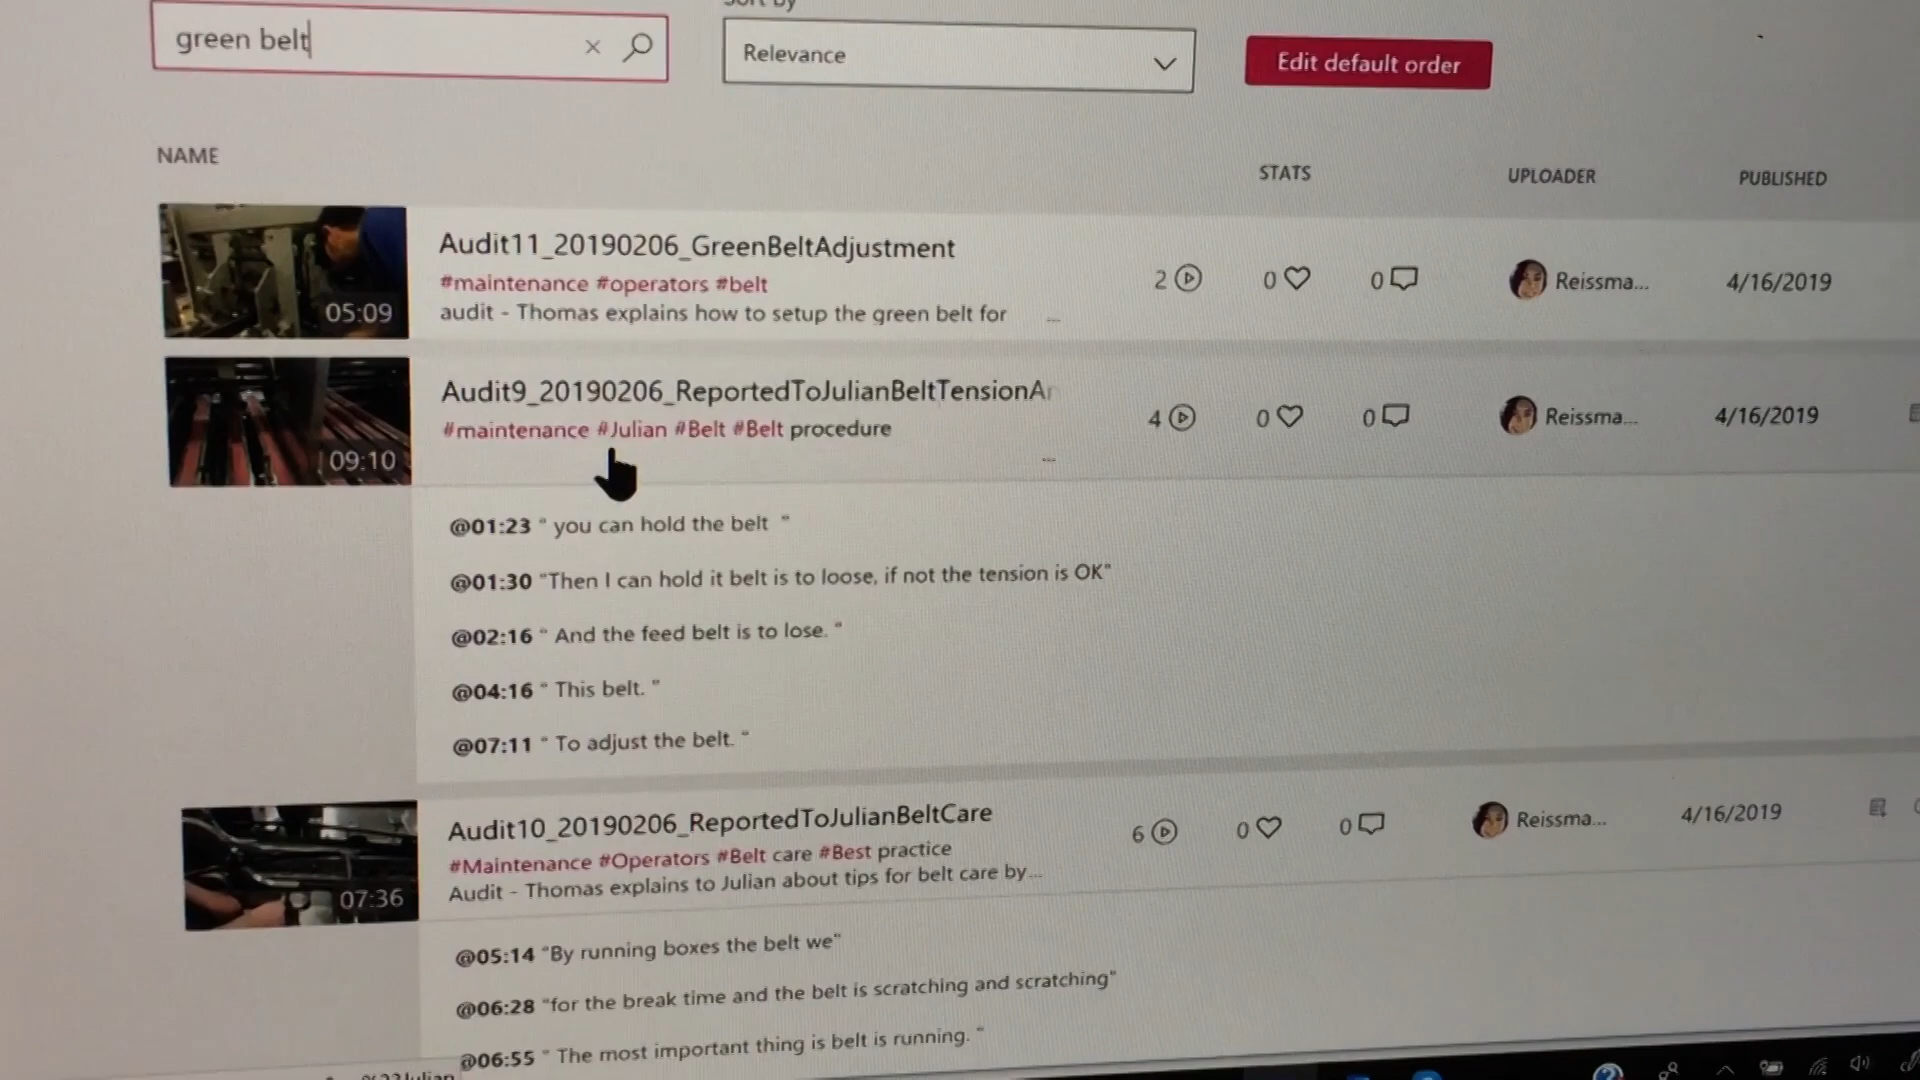 green belt
Relevance
Edit default order
NAME
STATS
UPLOADER
PUBLISHED
05:09
Audit11_20190206_GreenBeltAdjustment
#maintenance #operators #belt
audit - Thomas explains how to setup the green belt for ...
2
0
0
Reissma...
4/16/2019
09:10
Audit9_20190206_ReportedToJulianBeltTensionAr
#maintenance #Julian #Belt #Belt procedure
...
4
0
0
Reissma...
4/16/2019
@01:23 " you can hold the belt "
@01:30 "Then I can hold it belt is to loose, if not the tension is OK"
@02:16 " And the feed belt is to lose. "
@04:16 " This belt. "
@07:11 " To adjust the belt. "
07:36
Audit10_20190206_ReportedToJulianBeltCare
#Maintenance #Operators #Belt care #Best practice
Audit - Thomas explains to Julian about tips for belt care by...
6
0
0
Reissma...
4/16/2019
@05:14 "By running boxes the belt we"
@06:28 "for the break time and the belt is scratching and scratching"
@06:55 " The most important thing is belt is running. "